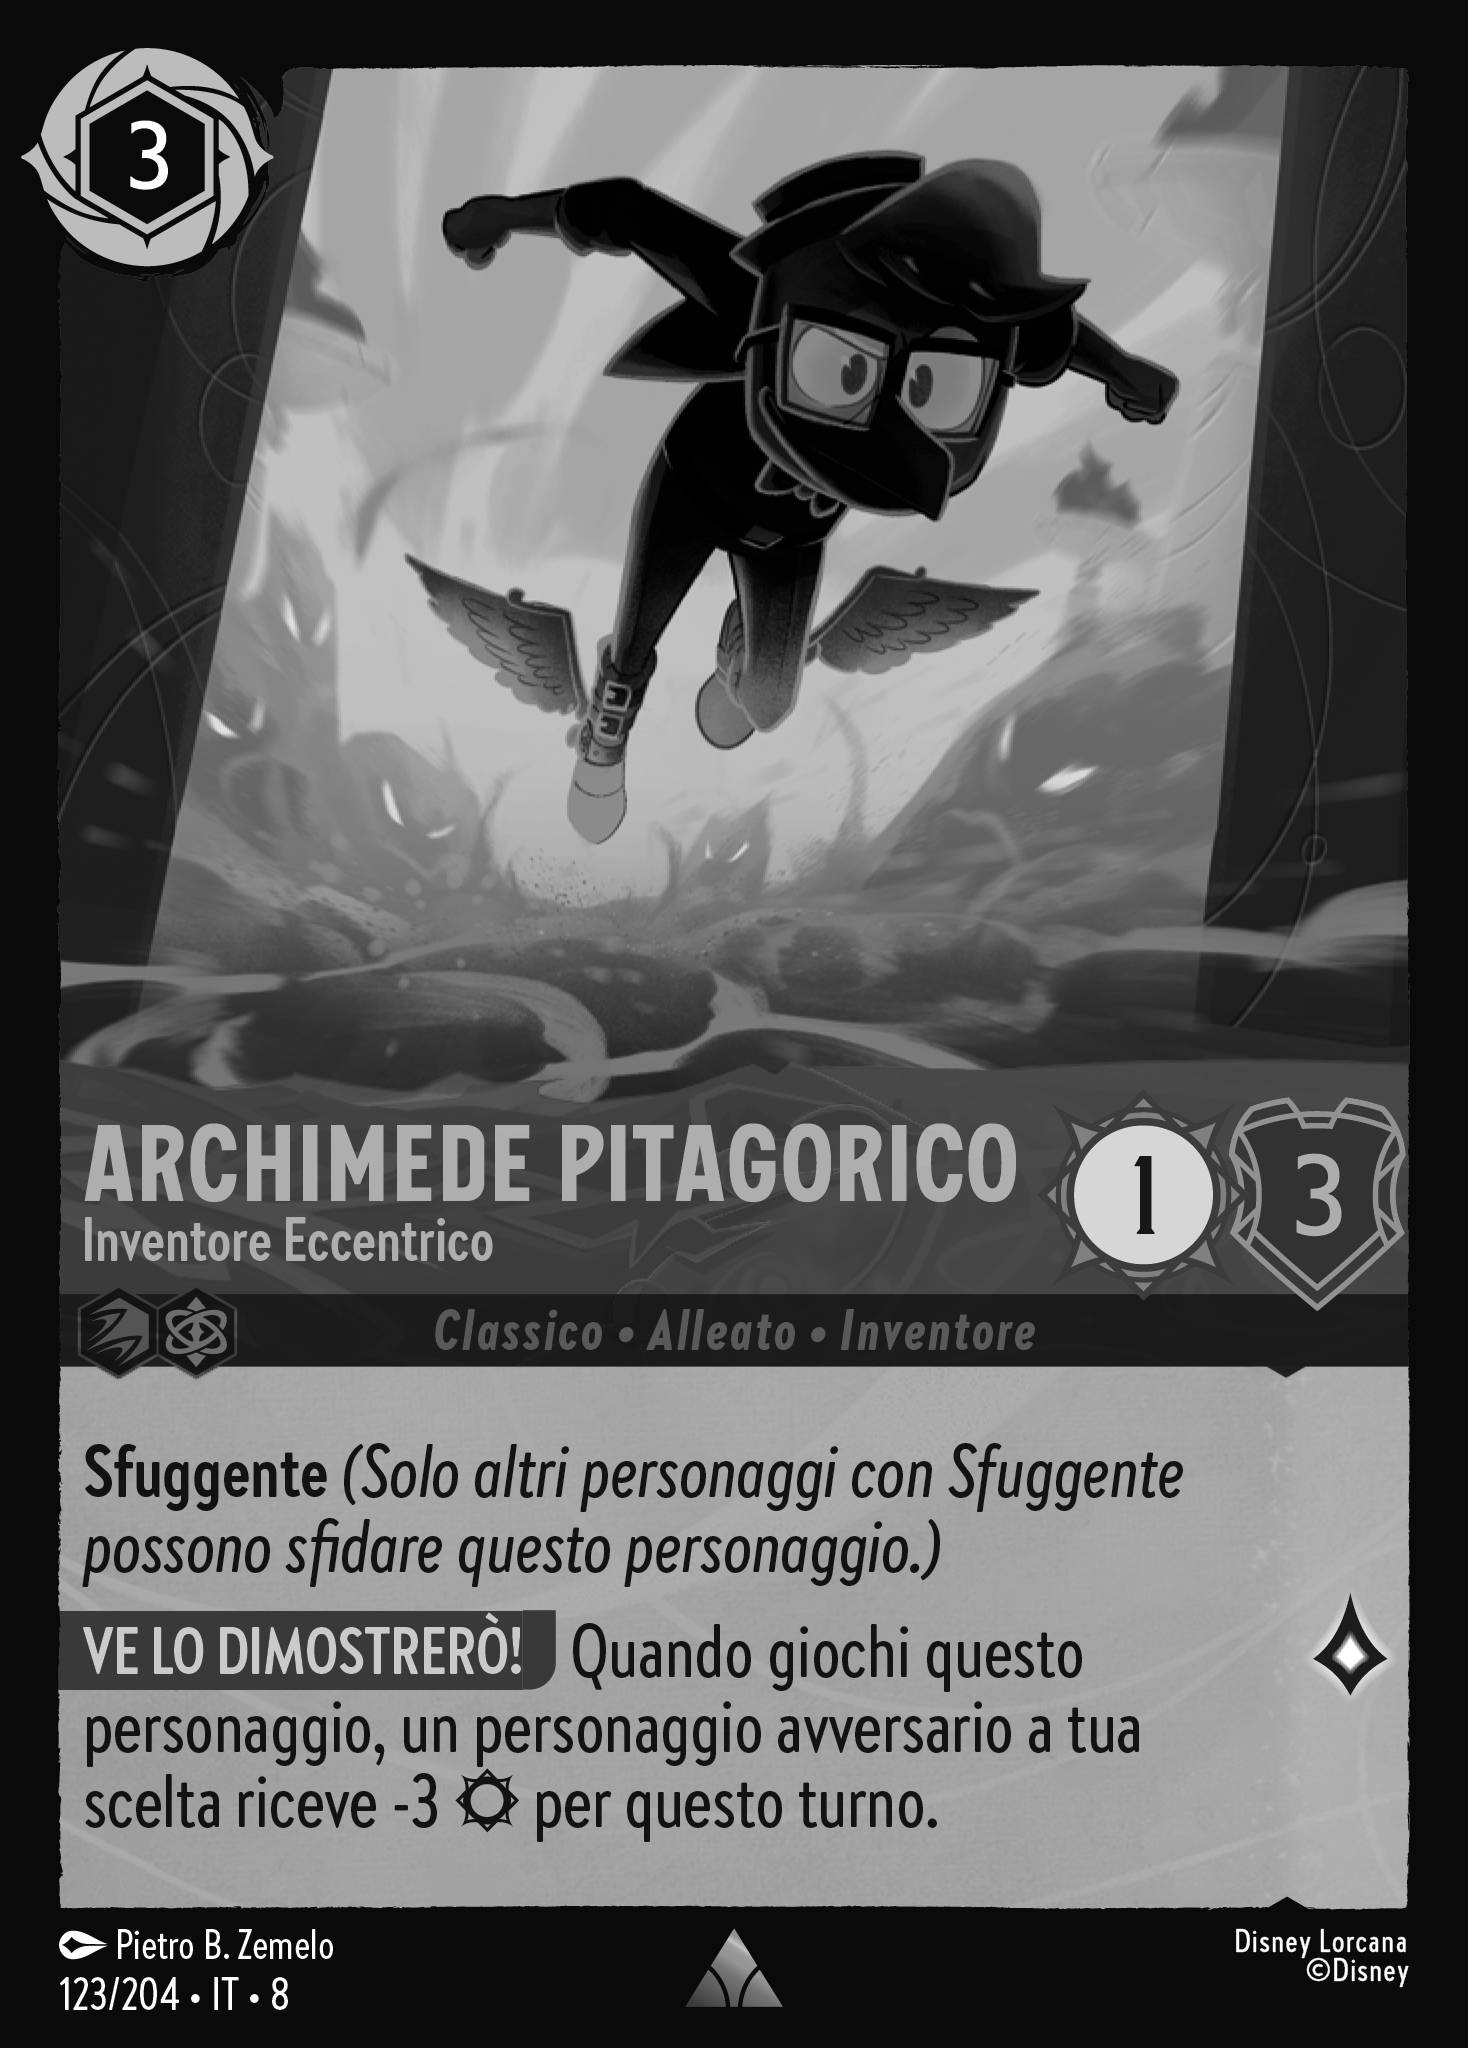 3
ARCHIMEDE PITAGORICO
Inventore Eccentrico
1
3
Classico • Alleato • Inventore
Sfuggente (Solo altri personaggi con Sfuggente
possono sfidare questo personaggio.)
VE LO DIMOSTRERÒ! Quando giochi questo
personaggio, un personaggio avversario a tua
scelta riceve -3 per questo turno.
Pietro B. Zemelo
123/204 • IT • 8
Disney Lorcana
©Disney